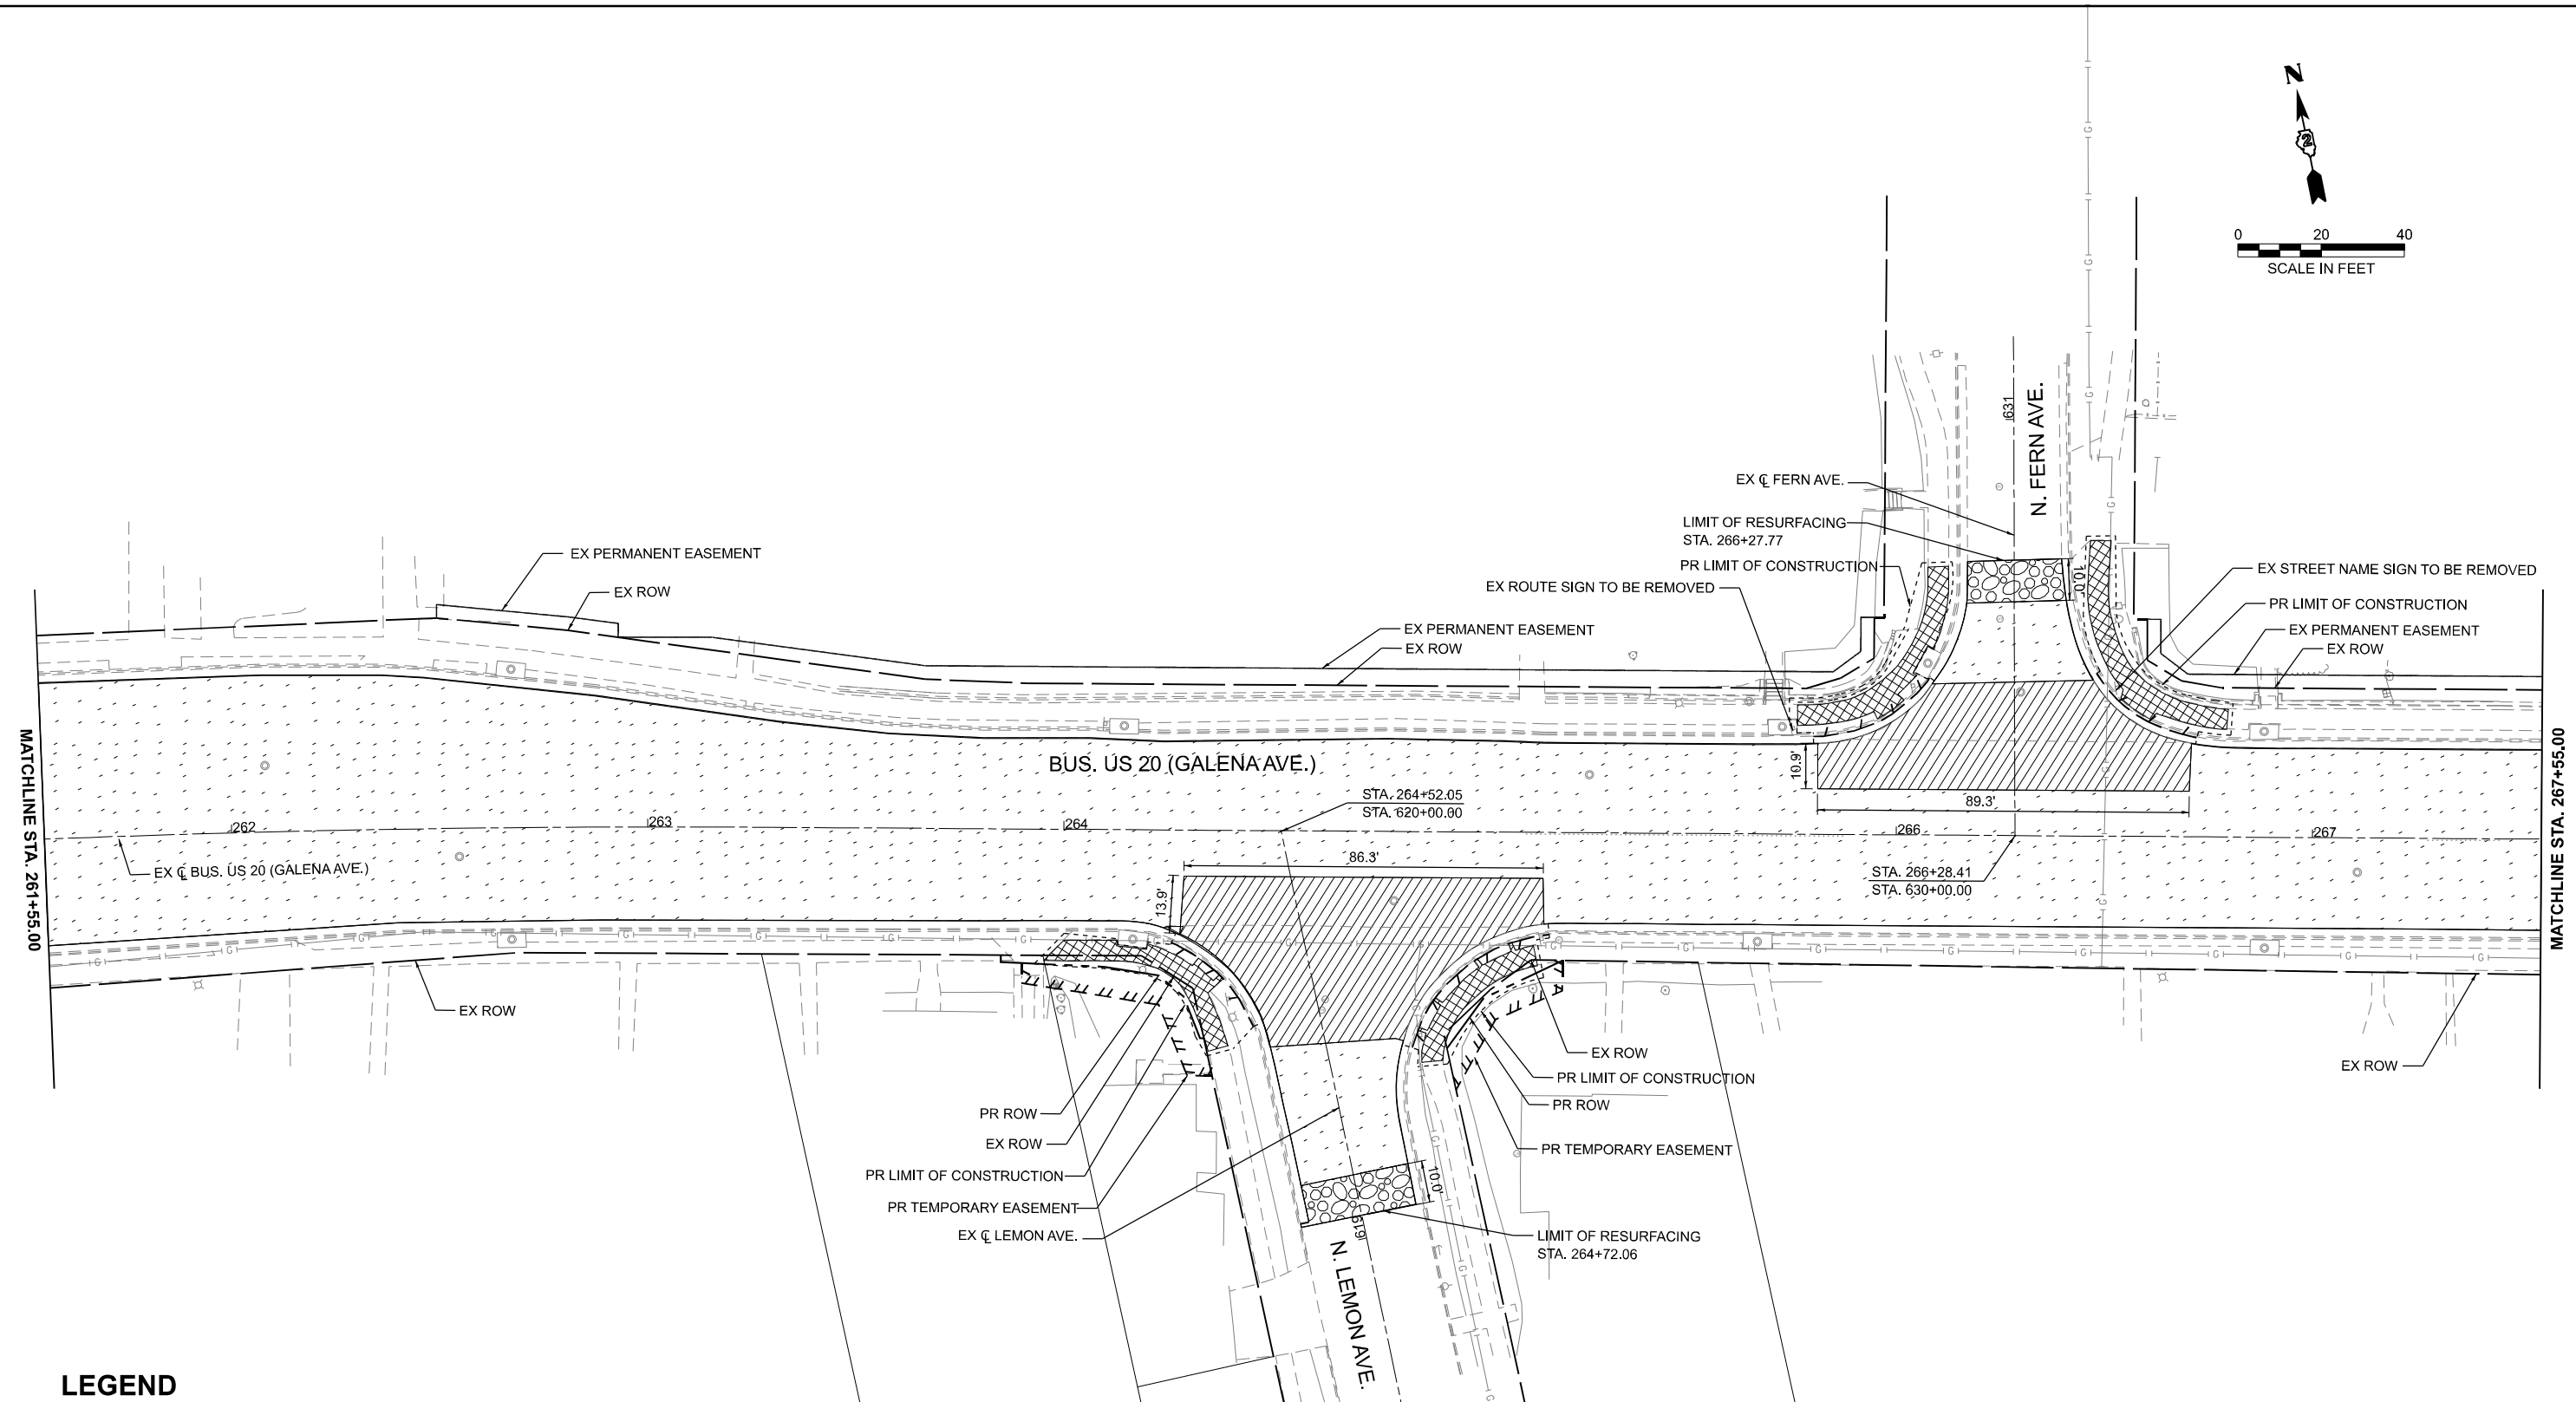 N
2
0 20 40
SCALE IN FEET
631
N. FERN AVE.
EX ℄ FERN AVE.
LIMIT OF RESURFACING
STA. 266+27.77
PR LIMIT OF CONSTRUCTION
EX ROUTE SIGN TO BE REMOVED
10.0'
EX STREET NAME SIGN TO BE REMOVED
PR LIMIT OF CONSTRUCTION
EX PERMANENT EASEMENT
EX ROW
EX PERMANENT EASEMENT
EX ROW
EX PERMANENT EASEMENT
EX ROW
MATCHLINE STA. 261+55.00
MATCHLINE STA. 267+55.00
BUS. US 20 (GALENA AVE.)
10.9'
89.3'
STA. 264+52.05
STA. 620+00.00
262 263 264 266 267
EX ℄ BUS. US 20 (GALENA AVE.)
86.3'
13.9'
STA. 266+28.41
STA. 630+00.00
G G G G G G G G G G G G G G G G G G
EX ROW
EX ROW
EX ROW
PR LIMIT OF CONSTRUCTION
PR ROW
PR TEMPORARY EASEMENT
PR ROW
EX ROW
PR LIMIT OF CONSTRUCTION
PR TEMPORARY EASEMENT
EX ℄ LEMON AVE.
10.0'
619
LIMIT OF RESURFACING
STA. 264+72.06
N. LEMON AVE.
LEGEND